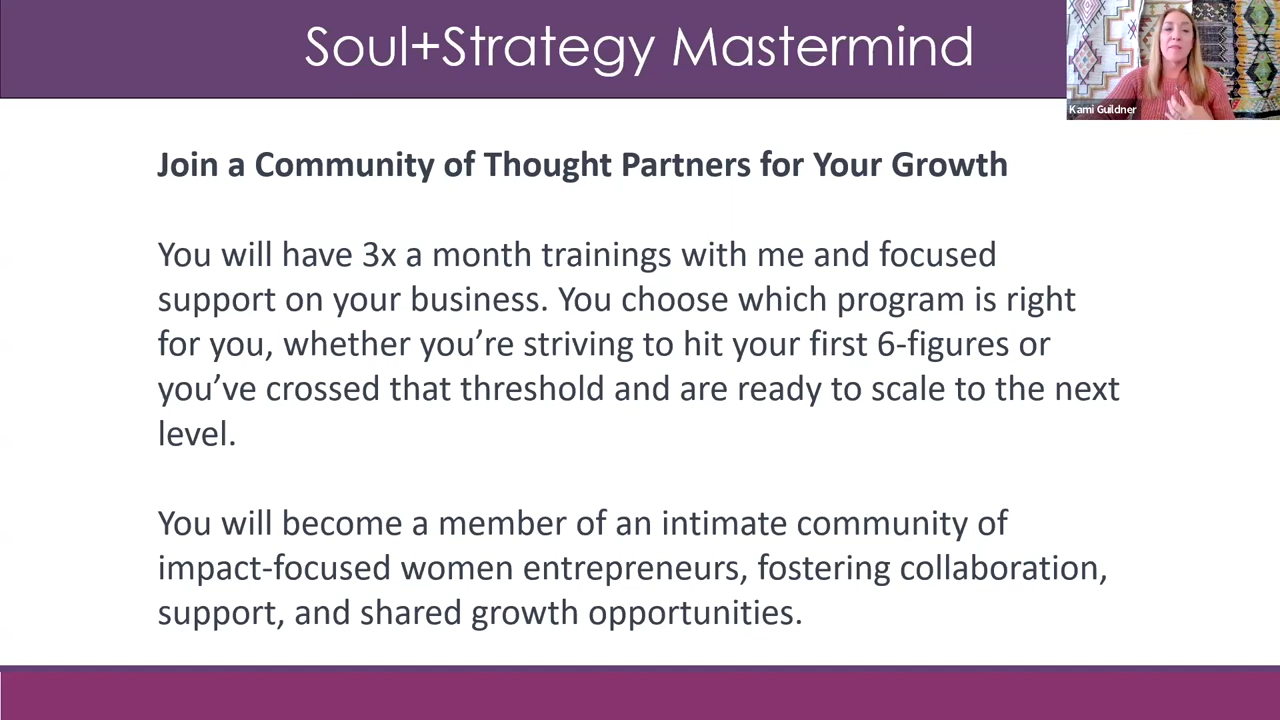 Soul+Strategy Mastermind
Kami Guildner
Join a Community of Thought Partners for Your Growth
You will have 3x a month trainings with me and focused
support on your business. You choose which program is right
for you, whether you’re striving to hit your first 6-figures or
you’ve crossed that threshold and are ready to scale to the next
level.
You will become a member of an intimate community of
impact-focused women entrepreneurs, fostering collaboration,
support, and shared growth opportunities.